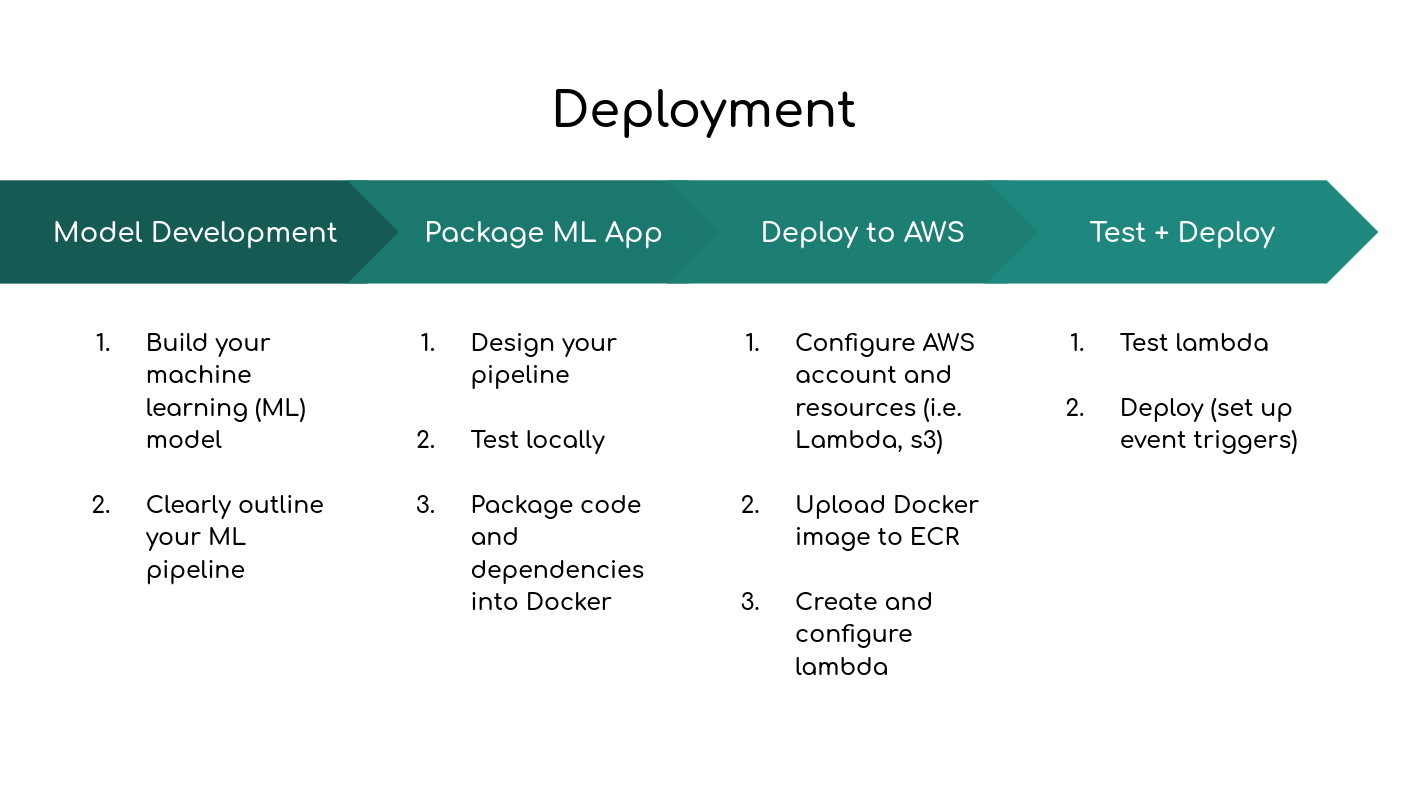 Deployment
Model Development
Package ML App
Deploy to AWS
Test + Deploy
1. Build your
machine
learning (ML)
model
2. Clearly outline
your ML
pipeline
1. Design your
pipeline
2. Test locally
3. Package code
and
dependencies
into Docker
1. Configure AWS
account and
resources (i.e.
Lambda, s3)
2. Upload Docker
image to ECR
3. Create and
configure
lambda
1. Test lambda
2. Deploy (set up
event triggers)